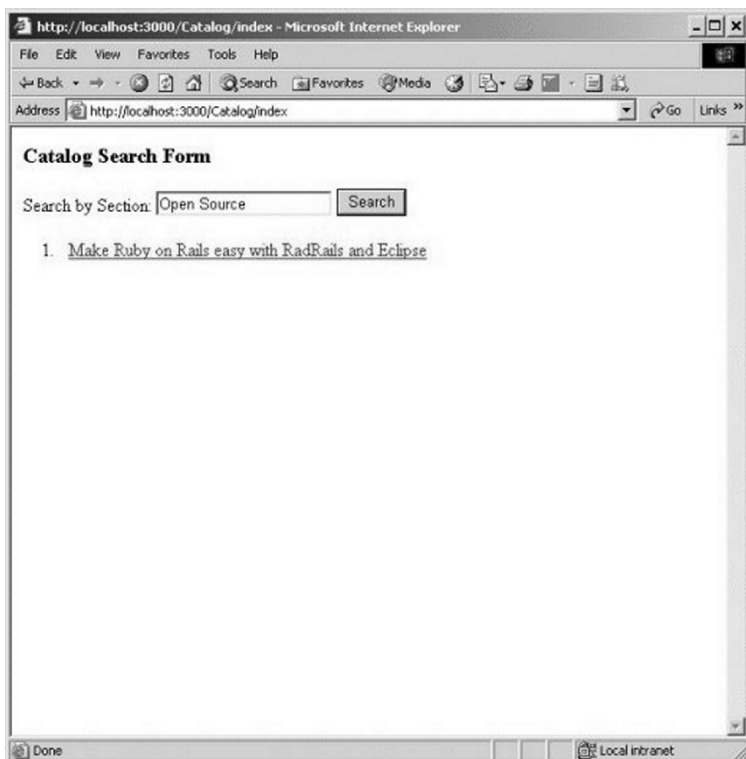 http://localhost:3000/Catalog/index - Microsoft Internet Explorer
File Edit View Favorites Tools Help
Back Search Favorites Media
Address http://localhost:3000/Catalog/index Go Links »
Catalog Search Form
Search by Section: Open Source Search
1. Make Ruby on Rails easy with RadRails and Eclipse
Done Local intranet